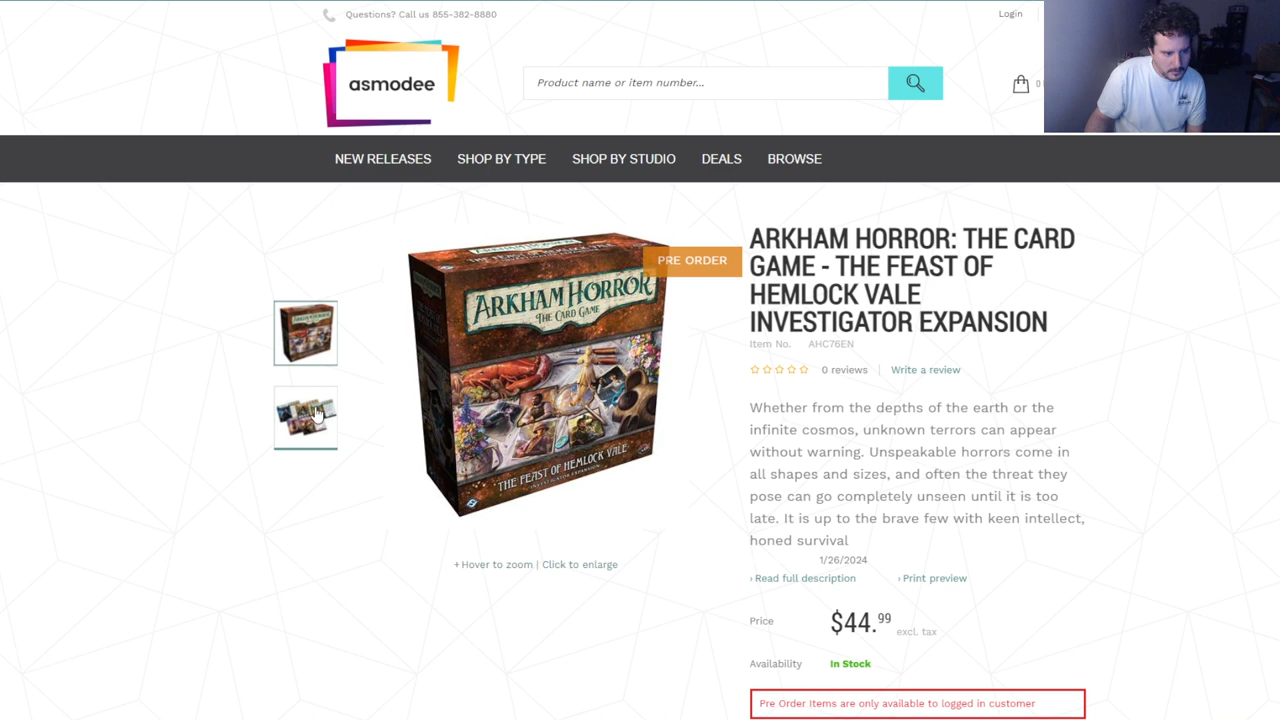 Questions? Call us 855-382-8880
Login
asmodee
Product name or item number...
0
NEW RELEASES SHOP BY TYPE SHOP BY STUDIO DEALS BROWSE
PRE ORDER
ARKHAM HORROR
THE CARD GAME
THE FEAST OF HEMLOCK VALE
INVESTIGATOR EXPANSION
+ Hover to zoom | Click to enlarge
ARKHAM HORROR: THE CARD
GAME - THE FEAST OF
HEMLOCK VALE
INVESTIGATOR EXPANSION
Item No. AHC76EN
0 reviews Write a review
Whether from the depths of the earth or the
infinite cosmos, unknown terrors can appear
without warning. Unspeakable horrors come in
all shapes and sizes, and often the threat they
pose can go completely unseen until it is too
late. It is up to the brave few with keen intellect,
honed survival
1/26/2024
› Read full description › Print preview
Price $44.99 excl. tax
Availability In Stock
Pre Order Items are only available to logged in customer